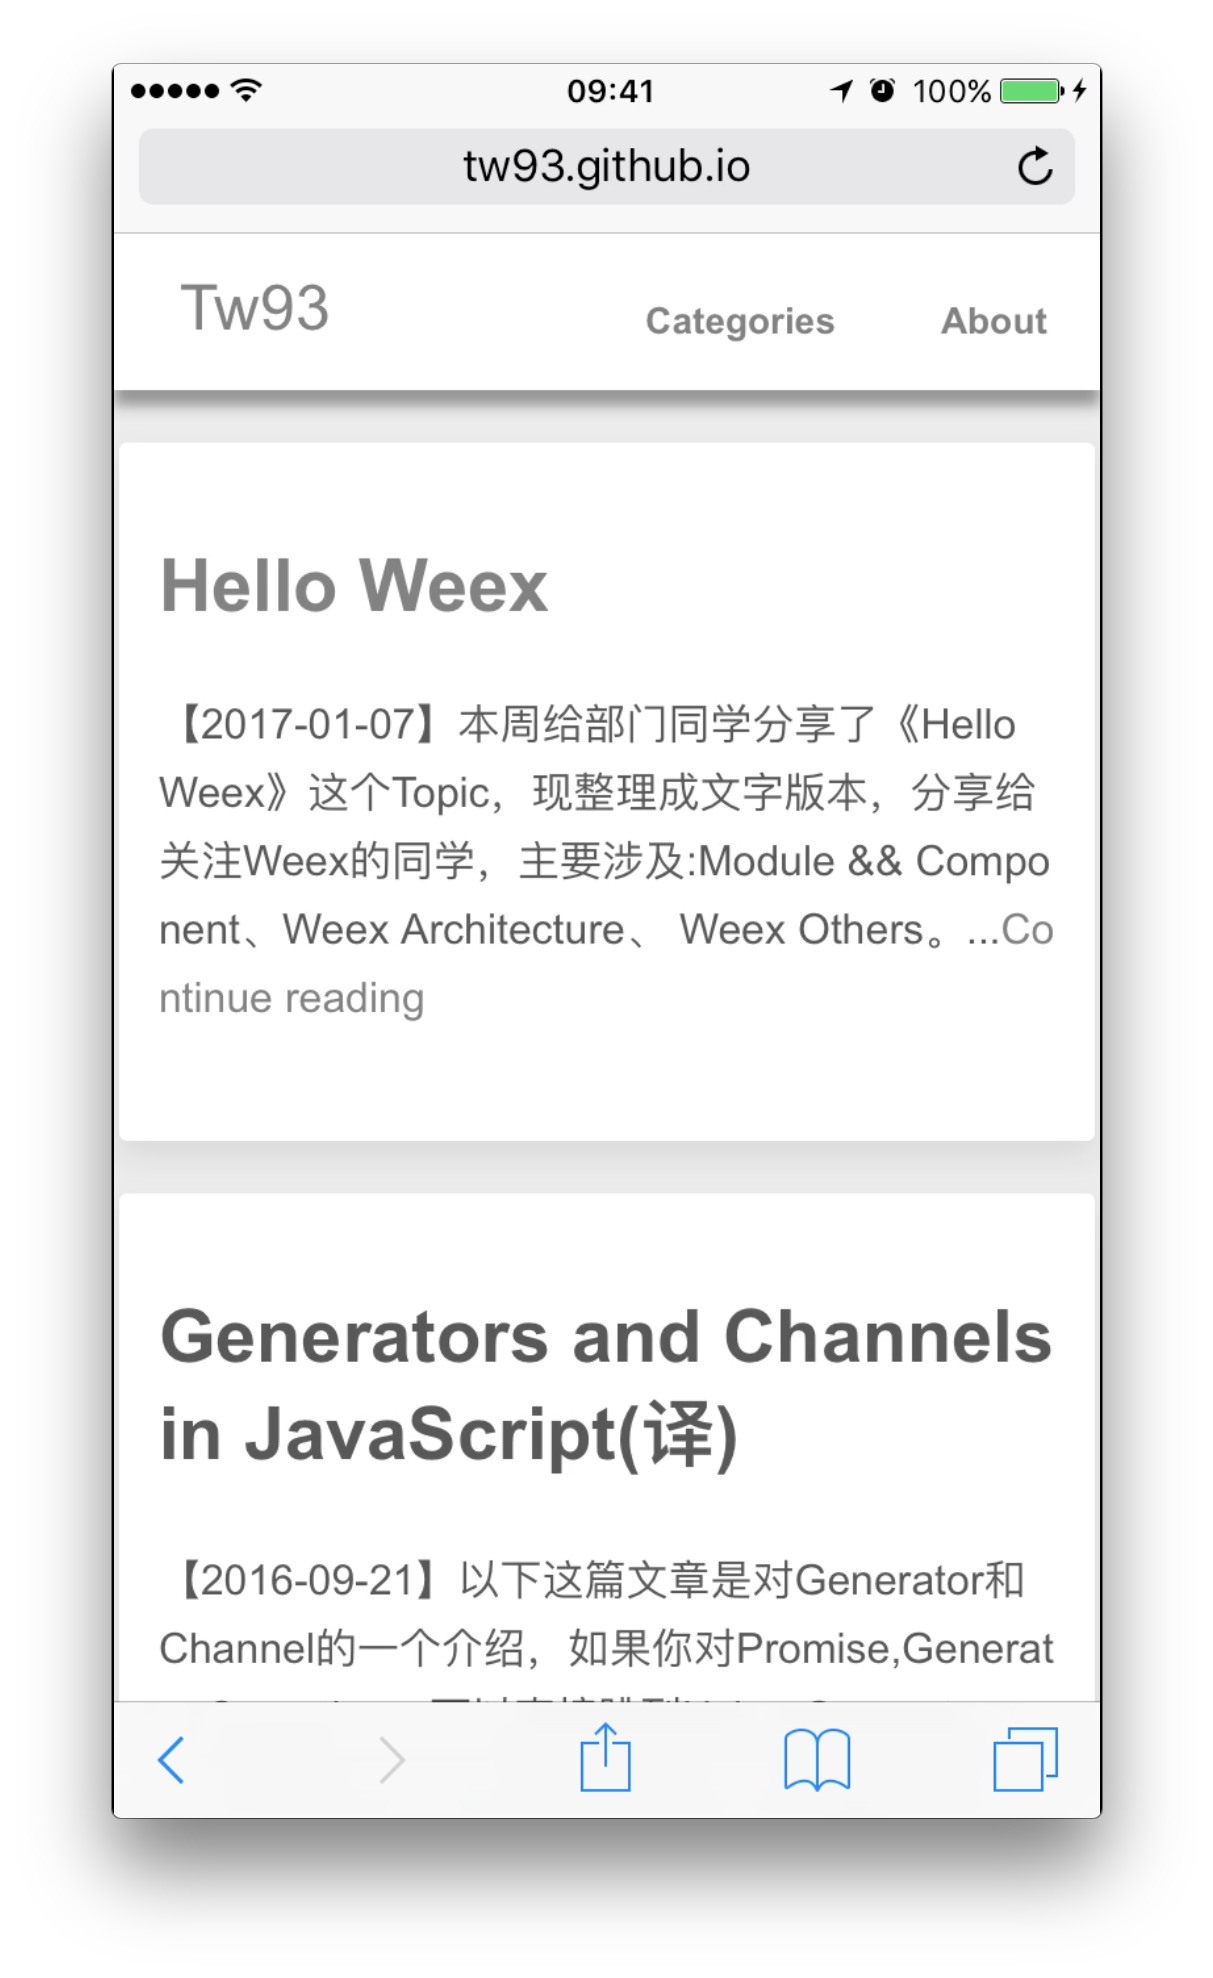 09:41
100%
tw93.github.io
Tw93
Categories
About
Hello Weex
【2017-01-07】本周给部门同学分享了《Hello
Weex》这个Topic，现整理成文字版本，分享给
关注Weex的同学，主要涉及:Module && Compo
nent、Weex Architecture、 Weex Others。...Co
ntinue reading
Generators and Channels
in JavaScript(译)
【2016-09-21】以下这篇文章是对Generator和
Channel的一个介绍，如果你对Promise,Generat